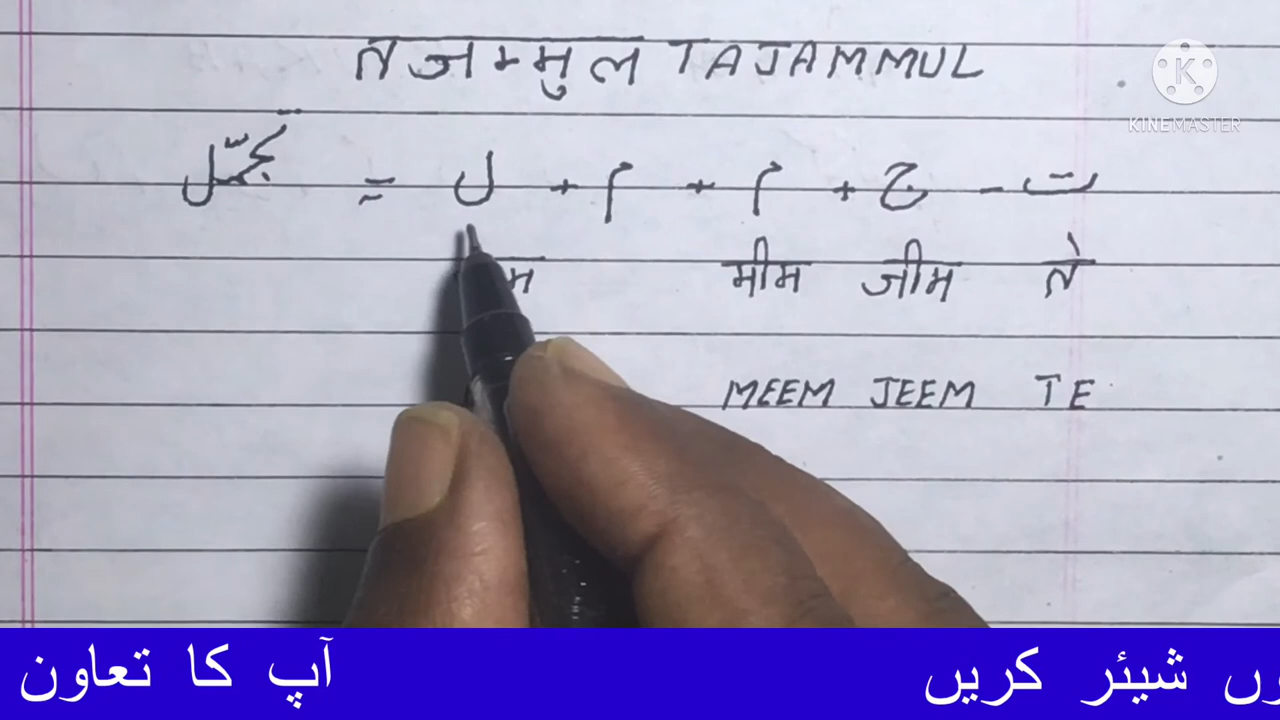 तजम्मुल TAJAMMUL
KINEMASTER
ت - ج + م + م + ل = تجمّل
ते जीम मीम म
MEEM JEEM TE
شیئر کریں آپ کا تعاون